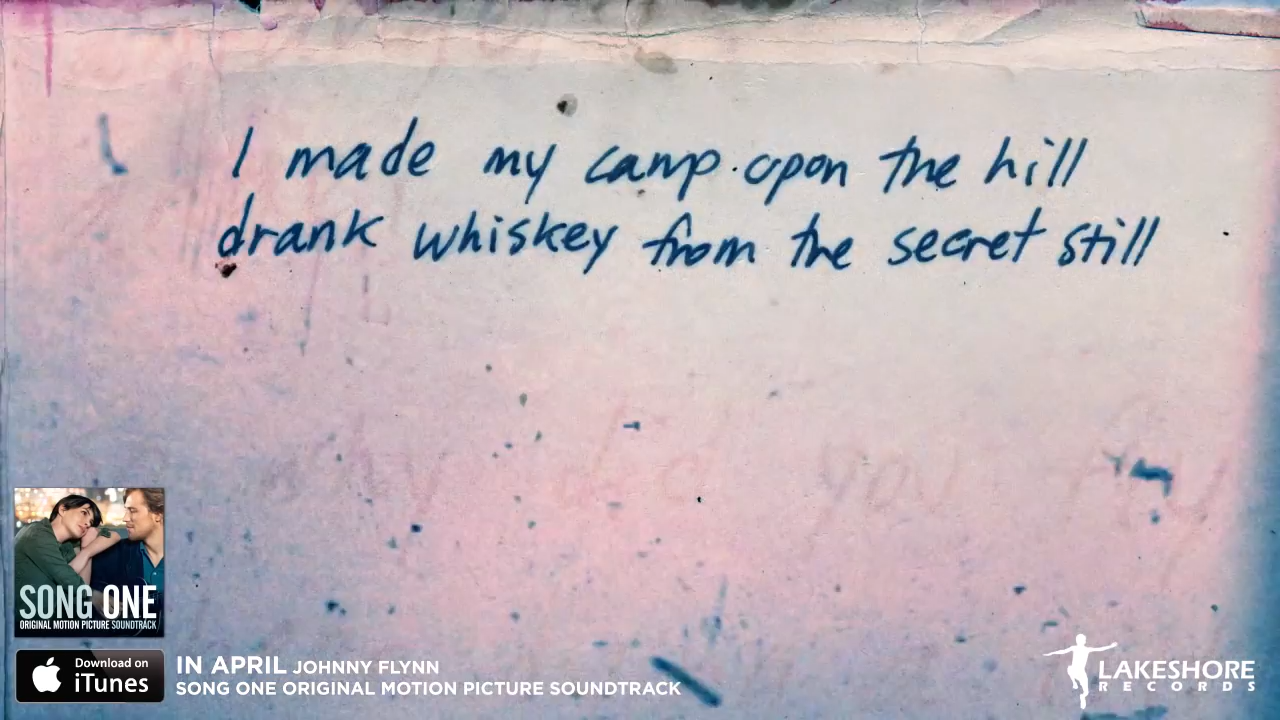 I made my camp upon the hill
drank whiskey from the secret still
SONG ONE
ORIGINAL MOTION PICTURE SOUNDTRACK
Download on
iTunes
IN APRIL JOHNNY FLYNN
SONG ONE ORIGINAL MOTION PICTURE SOUNDTRACK
LAKESHORE
RECORDS